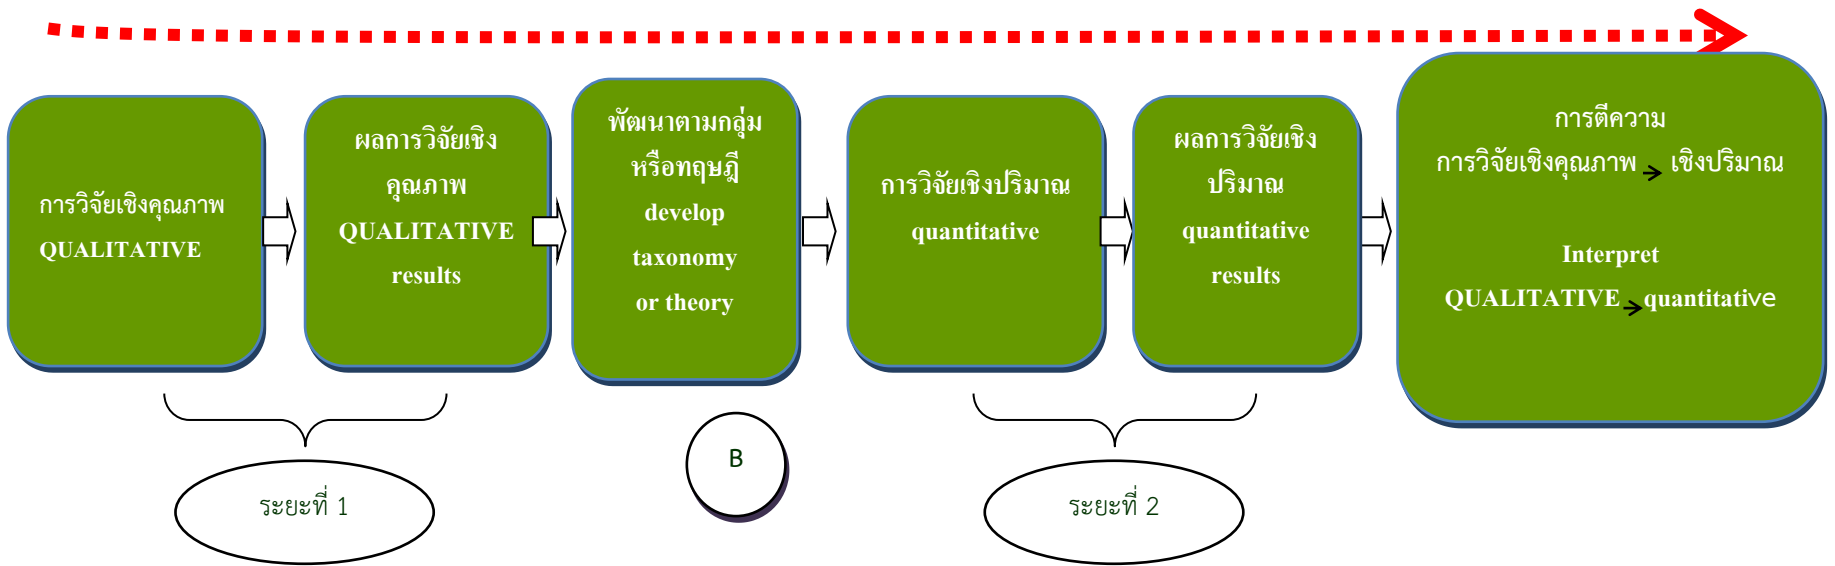 การวิจัยเชิงคุณภาพ
QUALITATIVE
ผลการวิจัยเชิง
คุณภาพ
QUALITATIVE
results
พัฒนาตามกลุ่ม
หรือทฤษฎี
develop
taxonomy
or theory
การวิจัยเชิงปริมาณ
quantitative
ผลการวิจัยเชิง
ปริมาณ
quantitative
results
การตีความ
การวิจัยเชิงคุณภาพ → เชิงปริมาณ
Interpret
QUALITATIVE → quantitative
ระยะที่ 1
B
ระยะที่ 2